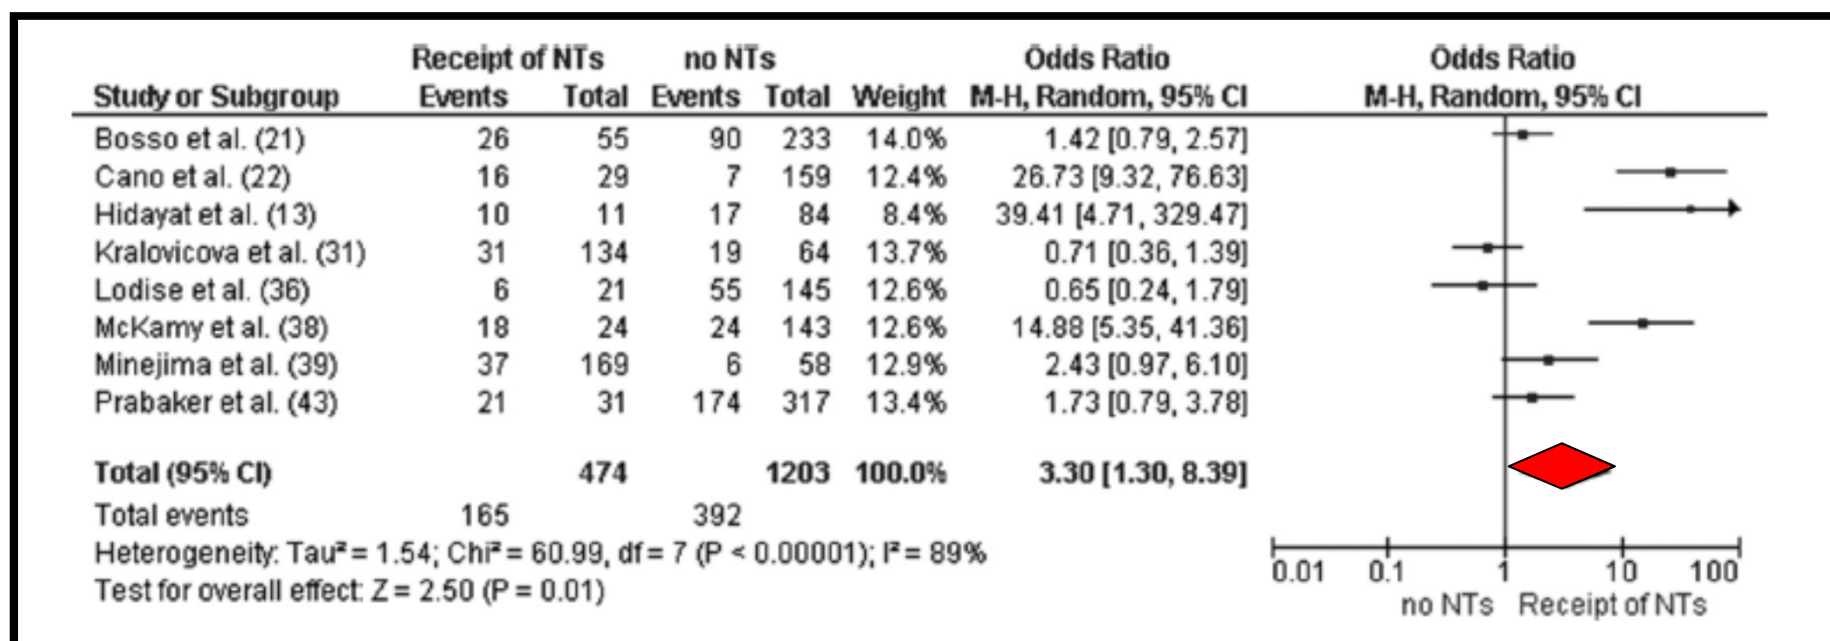 Receipt of NTs no NTs Odds Ratio Odds Ratio
Study or Subgroup Events Total Events Total Weight M-H, Random, 95% CI M-H, Random, 95% CI
Bosso et al. (21) 26 55 90 233 14.0% 1.42 [0.79, 2.57]
Cano et al. (22) 16 29 7 159 12.4% 26.73 [9.32, 76.63]
Hidayat et al. (13) 10 11 17 84 8.4% 39.41 [4.71, 329.47]
Kralovicova et al. (31) 31 134 19 64 13.7% 0.71 [0.36, 1.39]
Lodise et al. (36) 6 21 55 145 12.6% 0.65 [0.24, 1.79]
McKamy et al. (38) 18 24 24 143 12.6% 14.88 [5.35, 41.36]
Minejima et al. (39) 37 169 6 58 12.9% 2.43 [0.97, 6.10]
Prabaker et al. (43) 21 31 174 317 13.4% 1.73 [0.79, 3.78]
Total (95% CI) 474 1203 100.0% 3.30 [1.30, 8.39]
Total events 165 392
Heterogeneity: Tau² = 1.54; Chi² = 60.99, df = 7 (P < 0.00001); I² = 89%
Test for overall effect: Z = 2.50 (P = 0.01)
0.01 0.1 1 10 100
no NTs Receipt of NTs